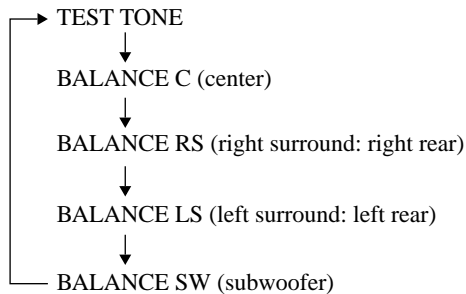 TEST TONE
BALANCE C (center)
BALANCE RS (right surround: right rear)
BALANCE LS (left surround: left rear)
BALANCE SW (subwoofer)